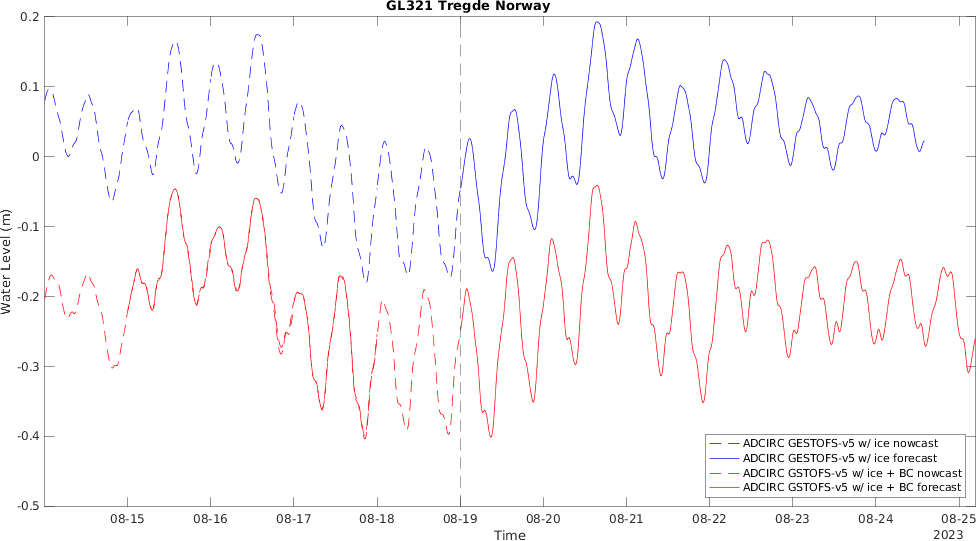 GL321 Tregde Norway
Water Level (m)
0.2
0.1
0
-0.1
-0.2
-0.3
-0.4
-0.5
ADCIRC GESTOFS-v5 w/ ice nowcast
ADCIRC GESTOFS-v5 w/ ice forecast
ADCIRC GSTOFS-v5 w/ ice + BC nowcast
ADCIRC GSTOFS-v5 w/ ice + BC forecast
08-15 08-16 08-17 08-18 08-19 08-20 08-21 08-22 08-23 08-24 08-25
Time
2023